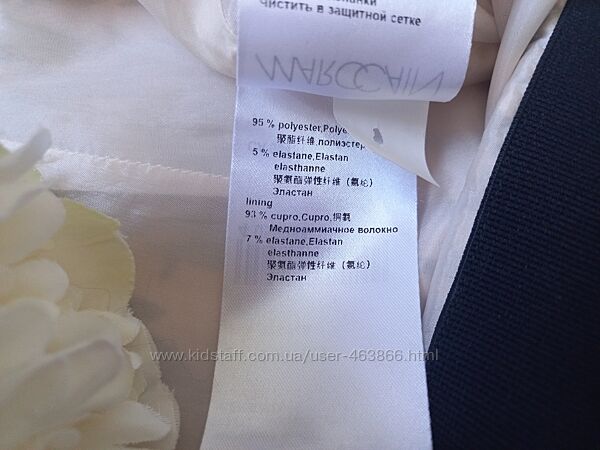 Чистить в защитной сетке
MARCCAIN
95 % polyester,Polye
聚酯纤维,полиэстер
5 % elastane,Elastan
elasthanne
聚氨酯弹性纤维（氨纶）
Эластан
lining
93 % cupro,Cupro,铜氨
Медноаммиачное волокно
7 % elastane,Elastan
elasthanne
聚氨酯弹性纤维（氨纶）
Эластан
www.kidstaff.com.ua/user-463866.html